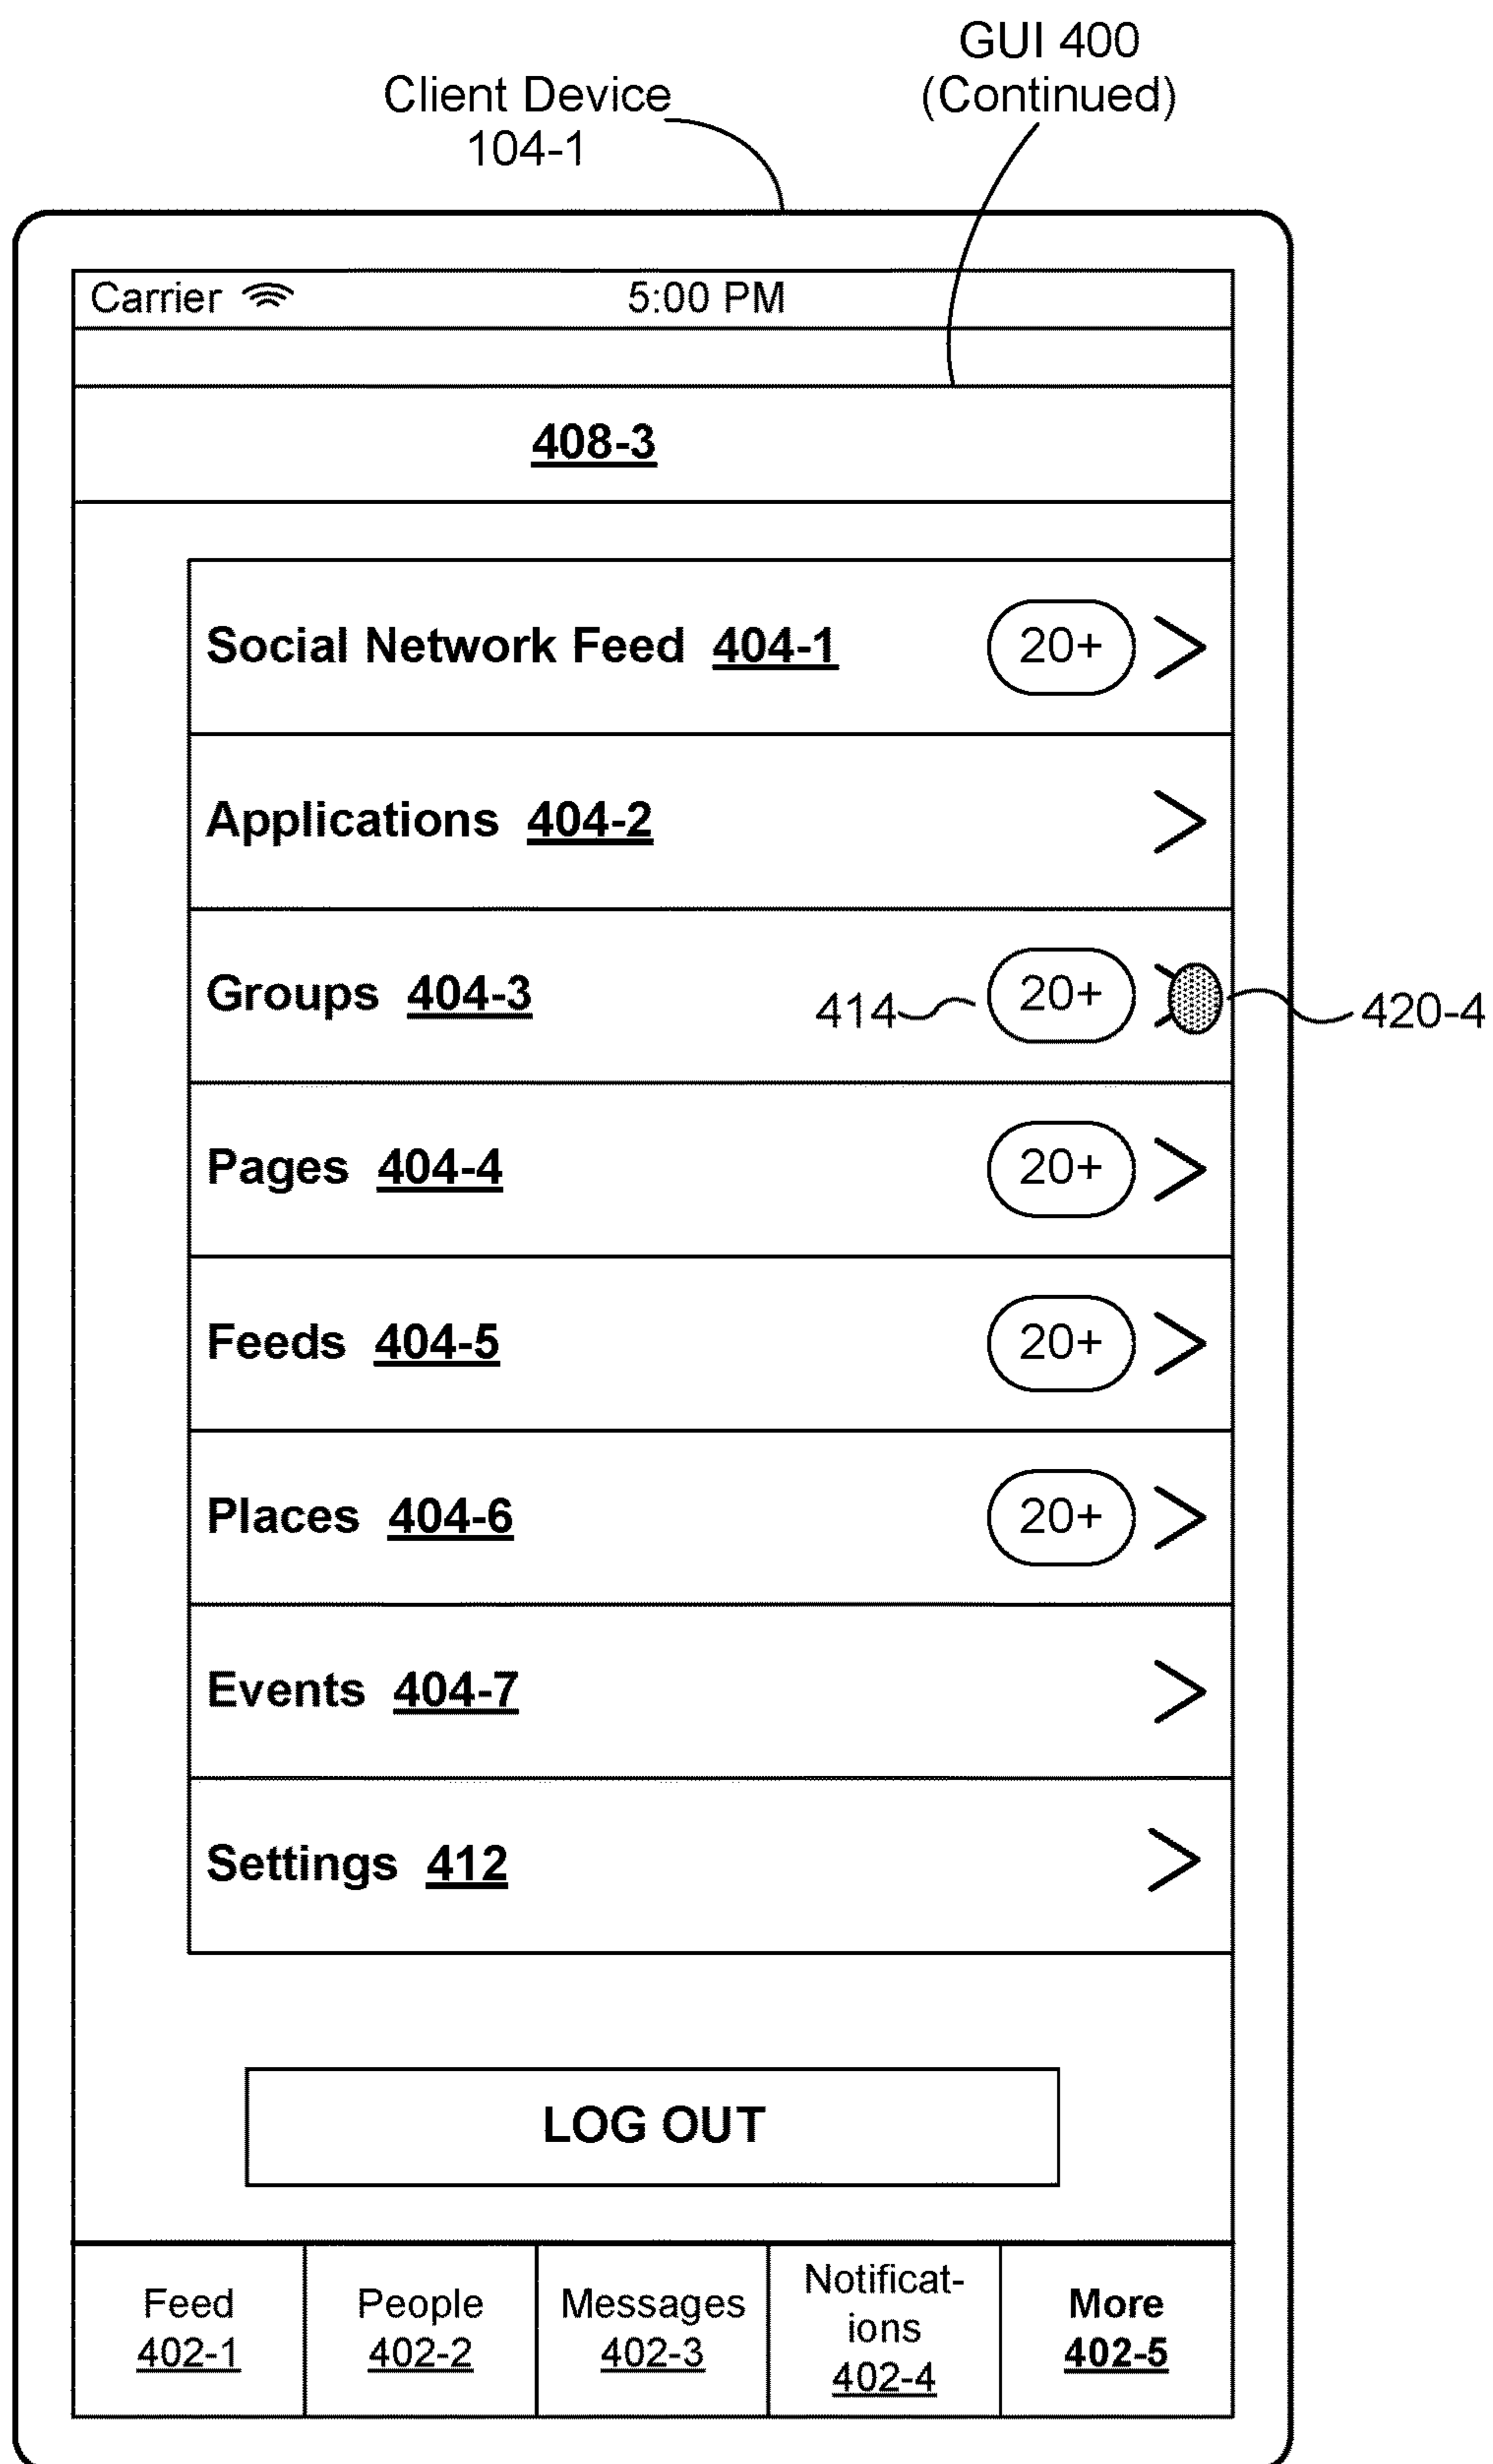 GUI 400
(Continued)
Client Device
104-1
Carrier 5:00 PM
408-3
Social Network Feed 404-1 20+
Applications 404-2
Groups 404-3 414 20+ 420-4
Pages 404-4 20+
Feeds 404-5 20+
Places 404-6 20+
Events 404-7
Settings 412
LOG OUT
Feed
402-1
People
402-2
Messages
402-3
Notificat-
ions
402-4
More
402-5